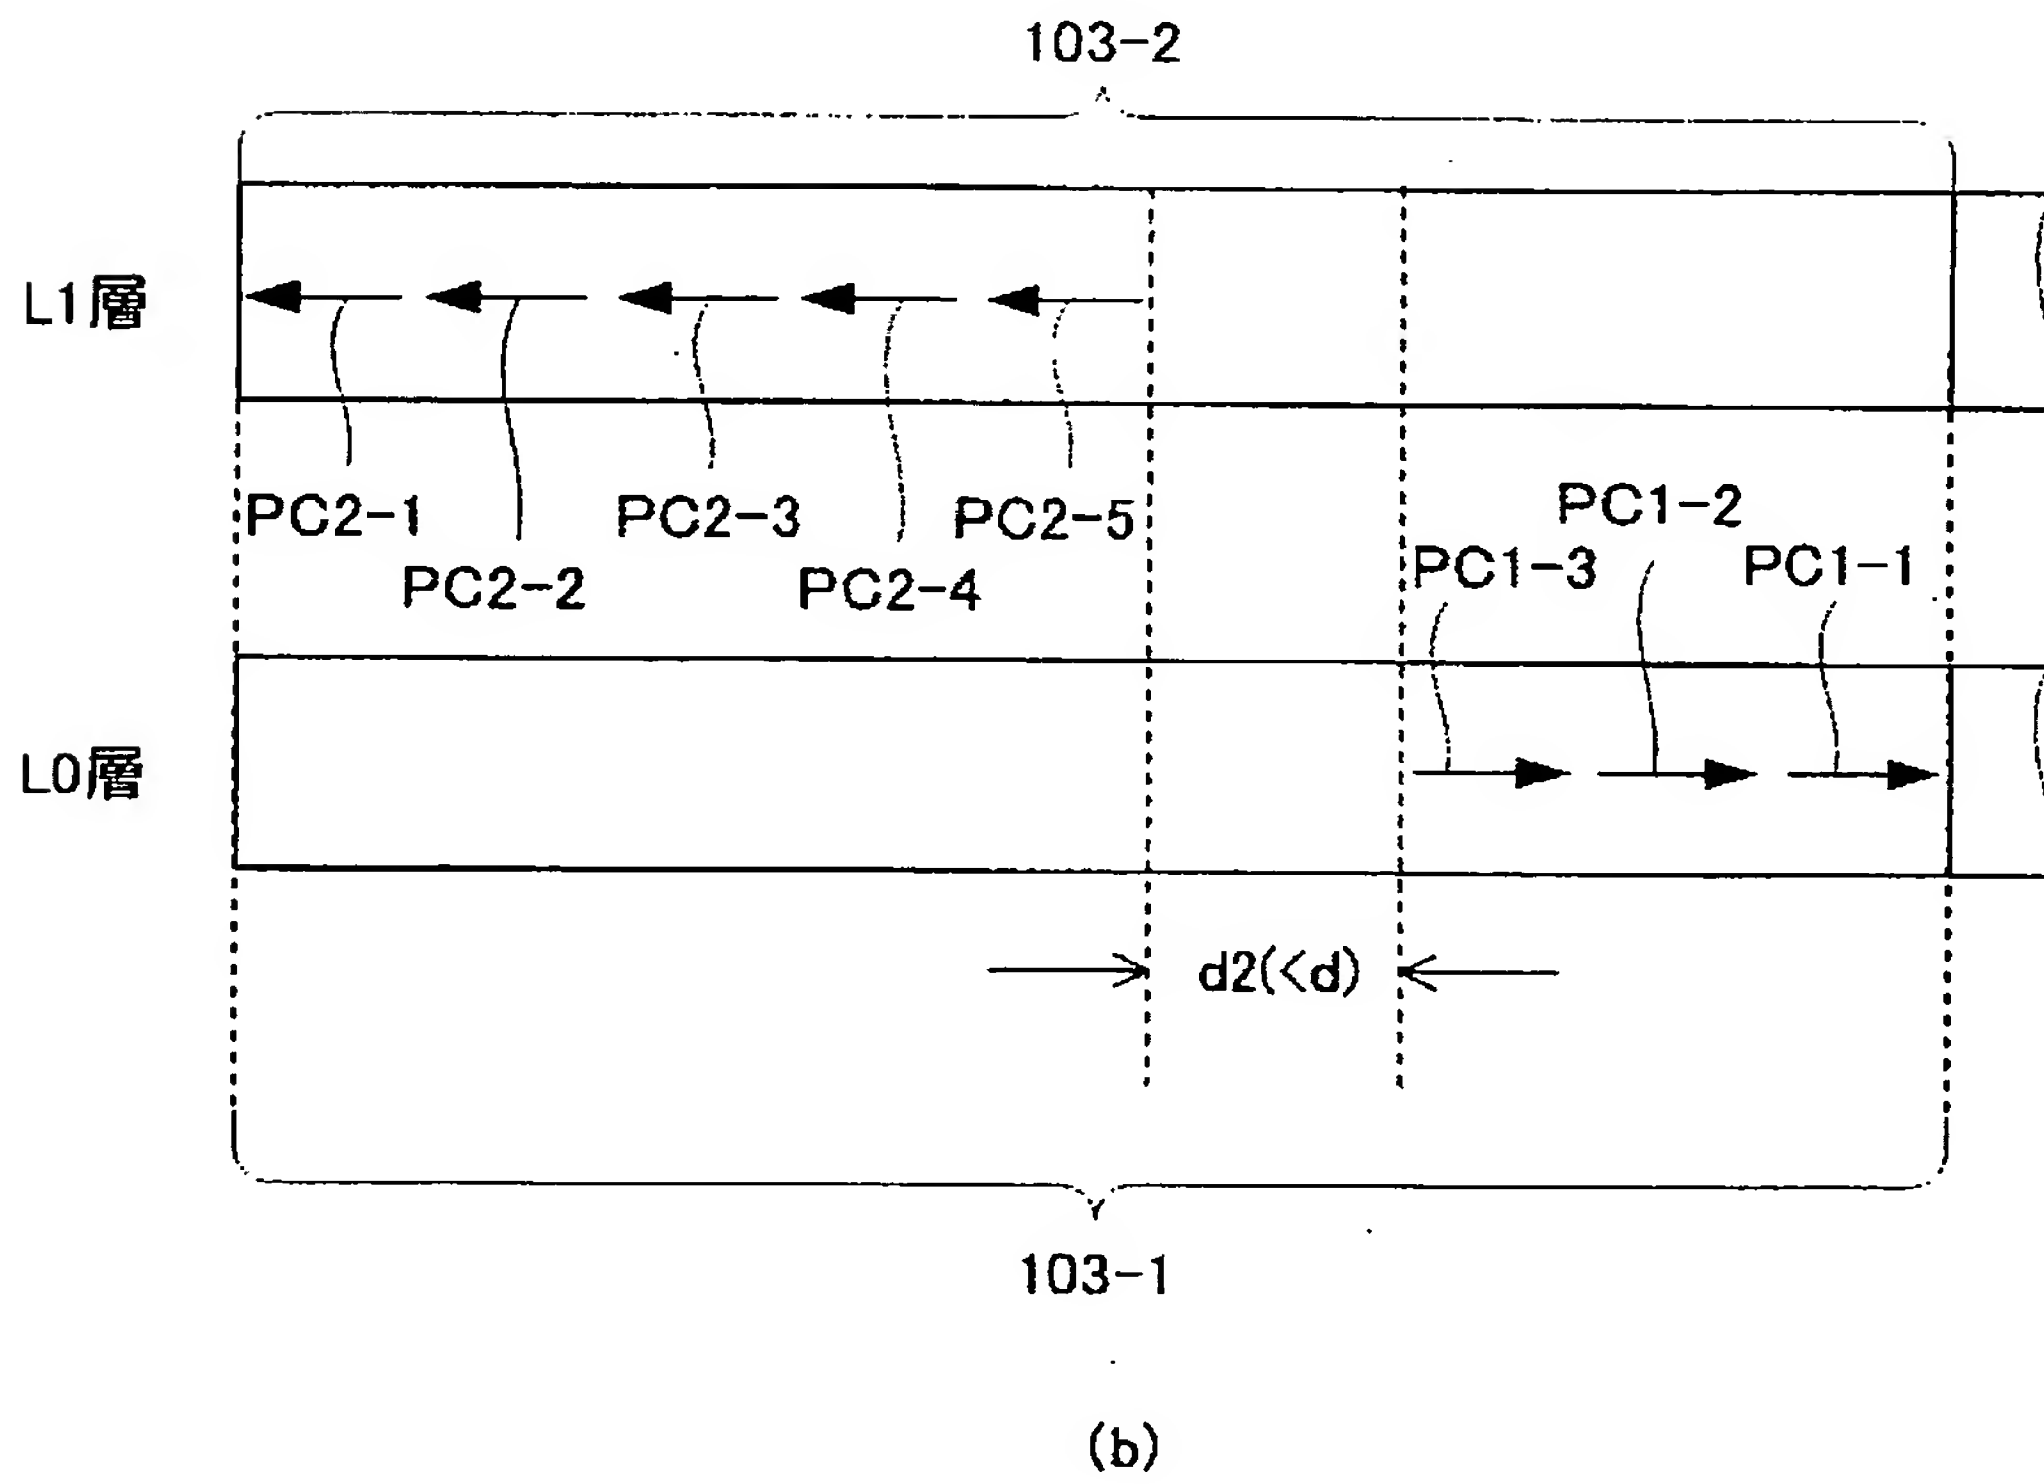 103-2
L1層
PC2-1
PC2-2
PC2-3
PC2-4
PC2-5
PC1-3
PC1-2
PC1-1
L0層
d2(<d)
103-1
(b)